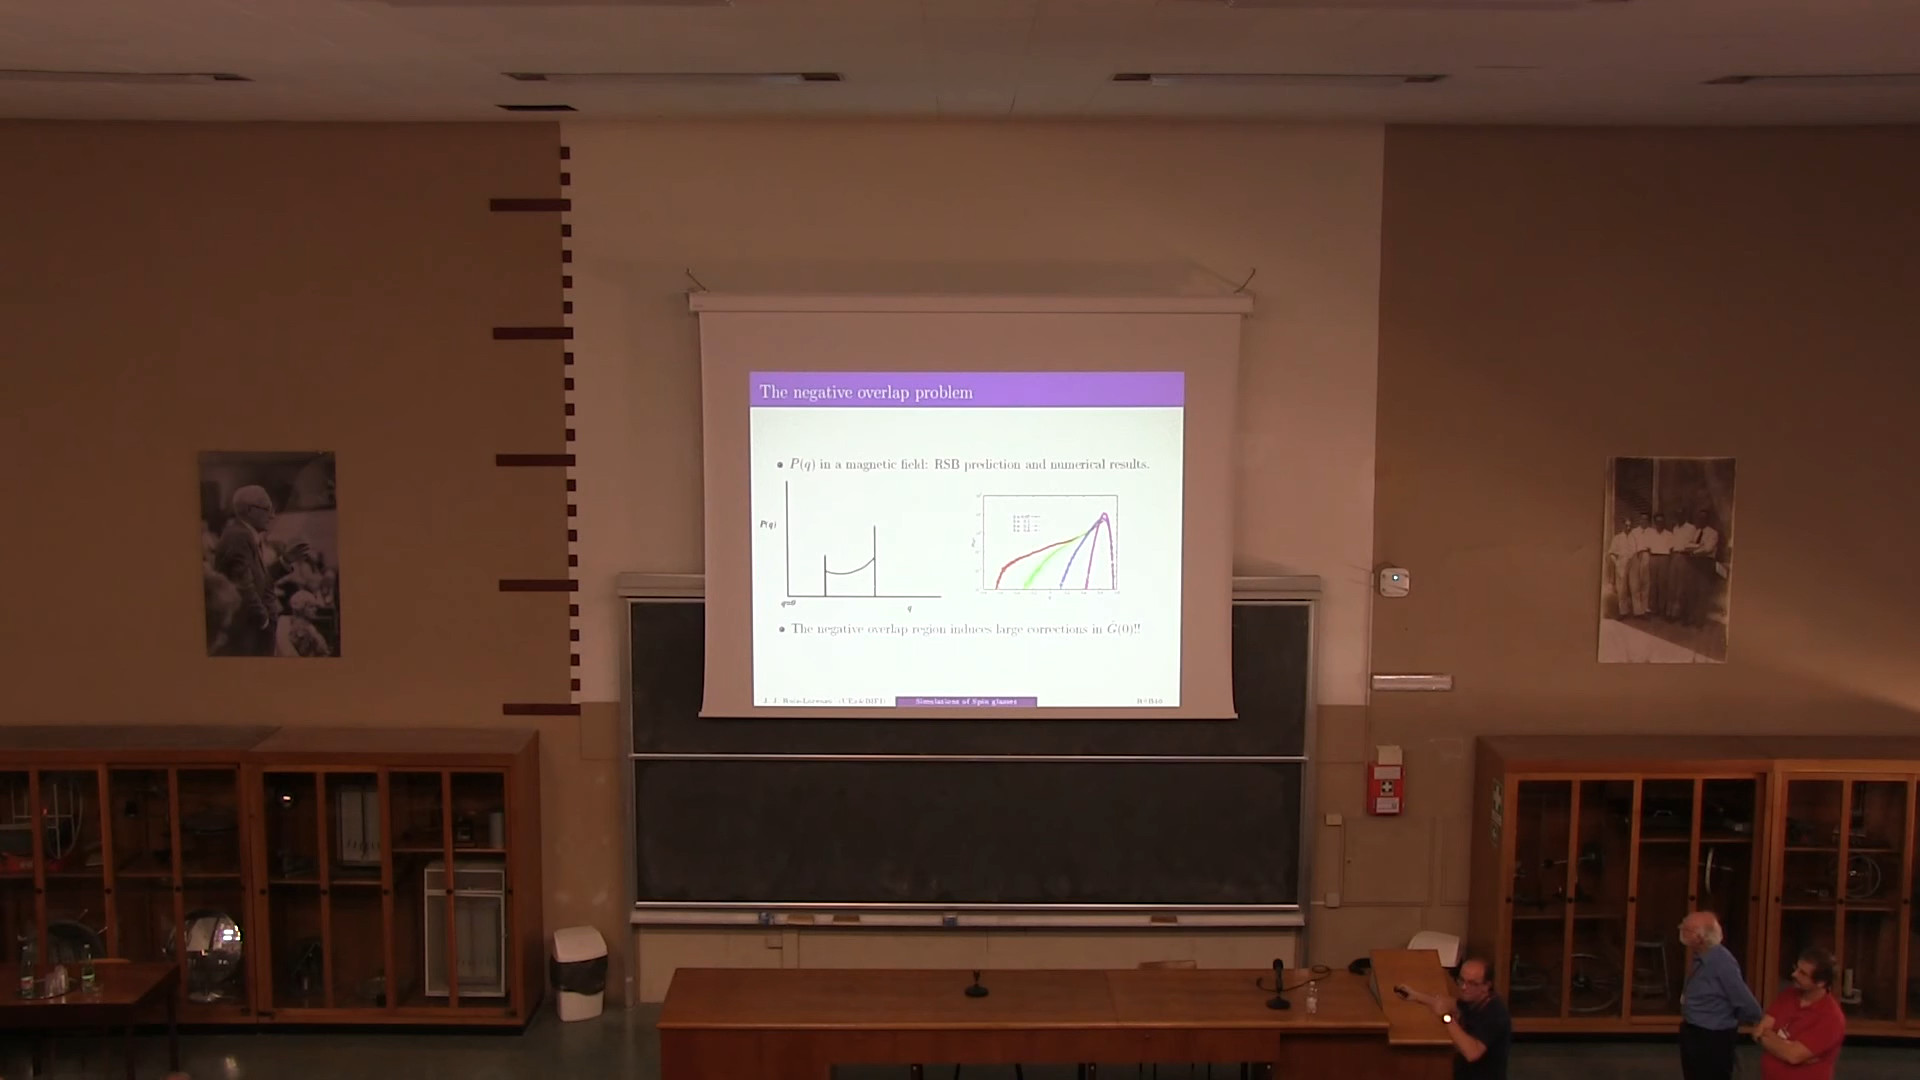 The negative overlap problem
P(q) in a magnetic field: RSB prediction and numerical results.
P(q)
q=0
q
The negative overlap region induces large corrections in G(0)!!
Simulations of Spin glasses